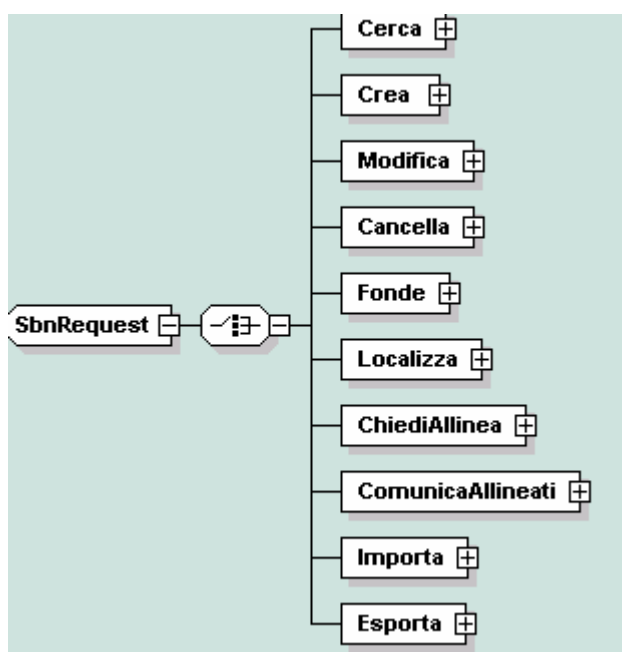 Cerca
Crea
Modifica
Cancella
Fonde
SbnRequest
Localizza
ChiediAllinea
ComunicaAllineati
Importa
Esporta